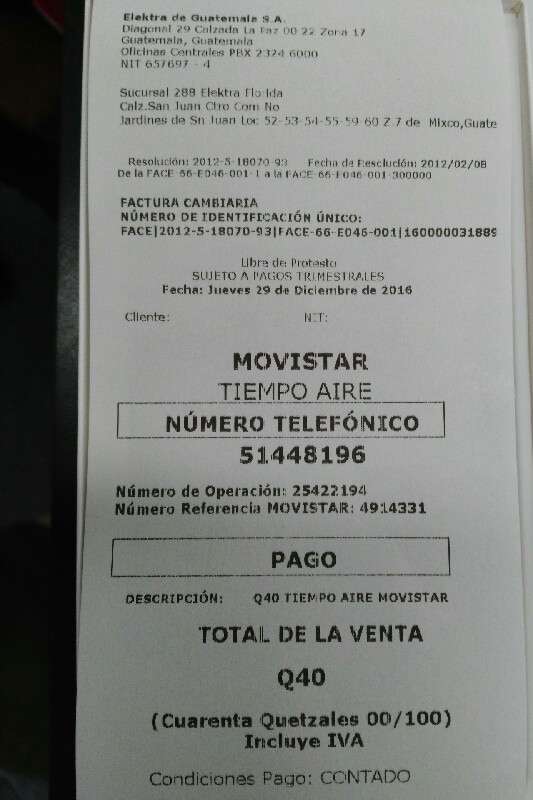 Elektra de Guatemala S.A.
Diagonal 29 Calzada La Paz 00 22 Zona 17
Guatemala, Guatemala
Oficinas Centrales PBX 2324 6000
NIT 657697 - 4
Sucursal 288 Elektra Florida
Calz.San Juan Ctro Com No
Jardines de Sn Juan Loc 52-53-54-55-59-60 Z.7 de Mixco,Guate
Resolución: 2012-5-18070-93 Fecha de Resolución: 2012/02/08
De la FACE-66-E046-001-1 a la FACE-66-E046-001-300000
FACTURA CAMBIARIA
NÚMERO DE IDENTIFICACIÓN ÚNICO:
FACE|2012-5-18070-93|FACE-66-E046-001|160000031889
Libre de Protesto
SUJETO A PAGOS TRIMESTRALES
Fecha: Jueves 29 de Diciembre de 2016
Cliente: NIT:
MOVISTAR
TIEMPO AIRE
NÚMERO TELEFÓNICO
51448196
Número de Operación: 25422194
Número Referencia MOVISTAR: 4914331
PAGO
DESCRIPCIÓN: Q40 TIEMPO AIRE MOVISTAR
TOTAL DE LA VENTA
Q40
(Cuarenta Quetzales 00/100)
Incluye IVA
Condiciones Pago: CONTADO